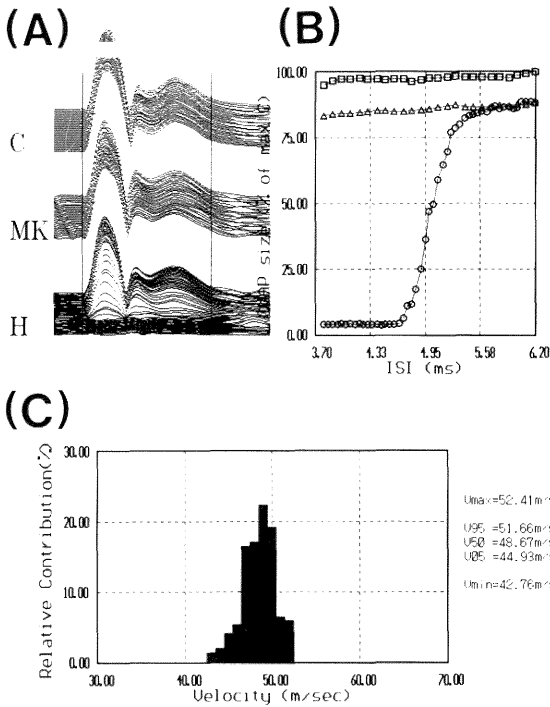 (A)
C
MK
H
(B)
100.00
75.00
50.00
25.00
0.00
3.70 4.33 4.95 5.58 6.20
ISI (ms)
(C)
Relative Contribution(%)
30.00
20.00
10.00
0.00
30.00 40.00 50.00 60.00 70.00
Velocity (m/sec)
Vmax=52.41m/
V95 =51.66m/
V50 =48.67m/
V05 =44.93m/
Vmin=42.76m/